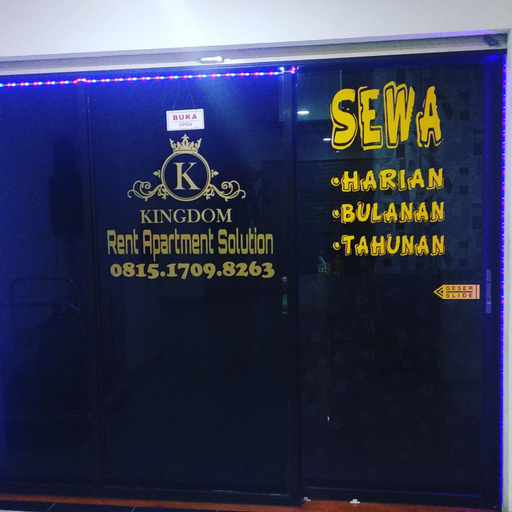 BUKA
OPEN
K
KINGDOM
Rent Apartment Solution
0815.1709.8263
SEWA
•HARIAN
•BULANAN
•TAHUNAN
GESER
SLIDE